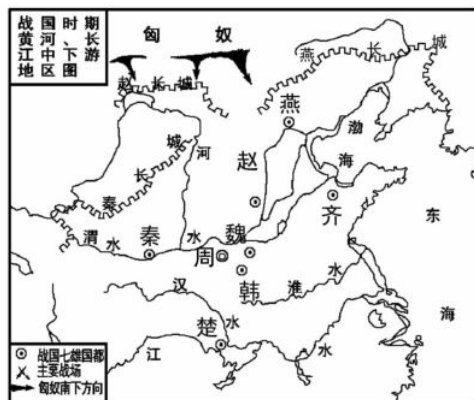 战国时期
黄河、长
江中下游
地区图
匈 奴
燕 长 城
赵 长 城
燕
渤
海
城
长
秦
河
赵
齐
东
海
渭 水
秦
水
魏
周
韩
淮 水
汉
水
楚
江
水
战国七雄国都
主要战场
匈奴南下方向